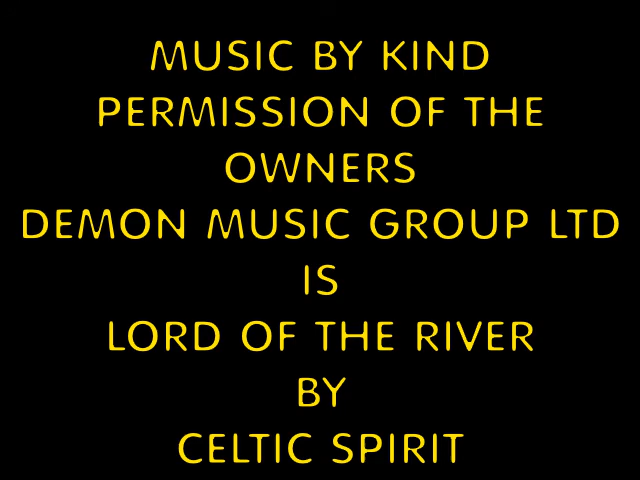 MUSIC BY KIND
PERMISSION OF THE
OWNERS
DEMON MUSIC GROUP LTD
IS
LORD OF THE RIVER
BY
CELTIC SPIRIT